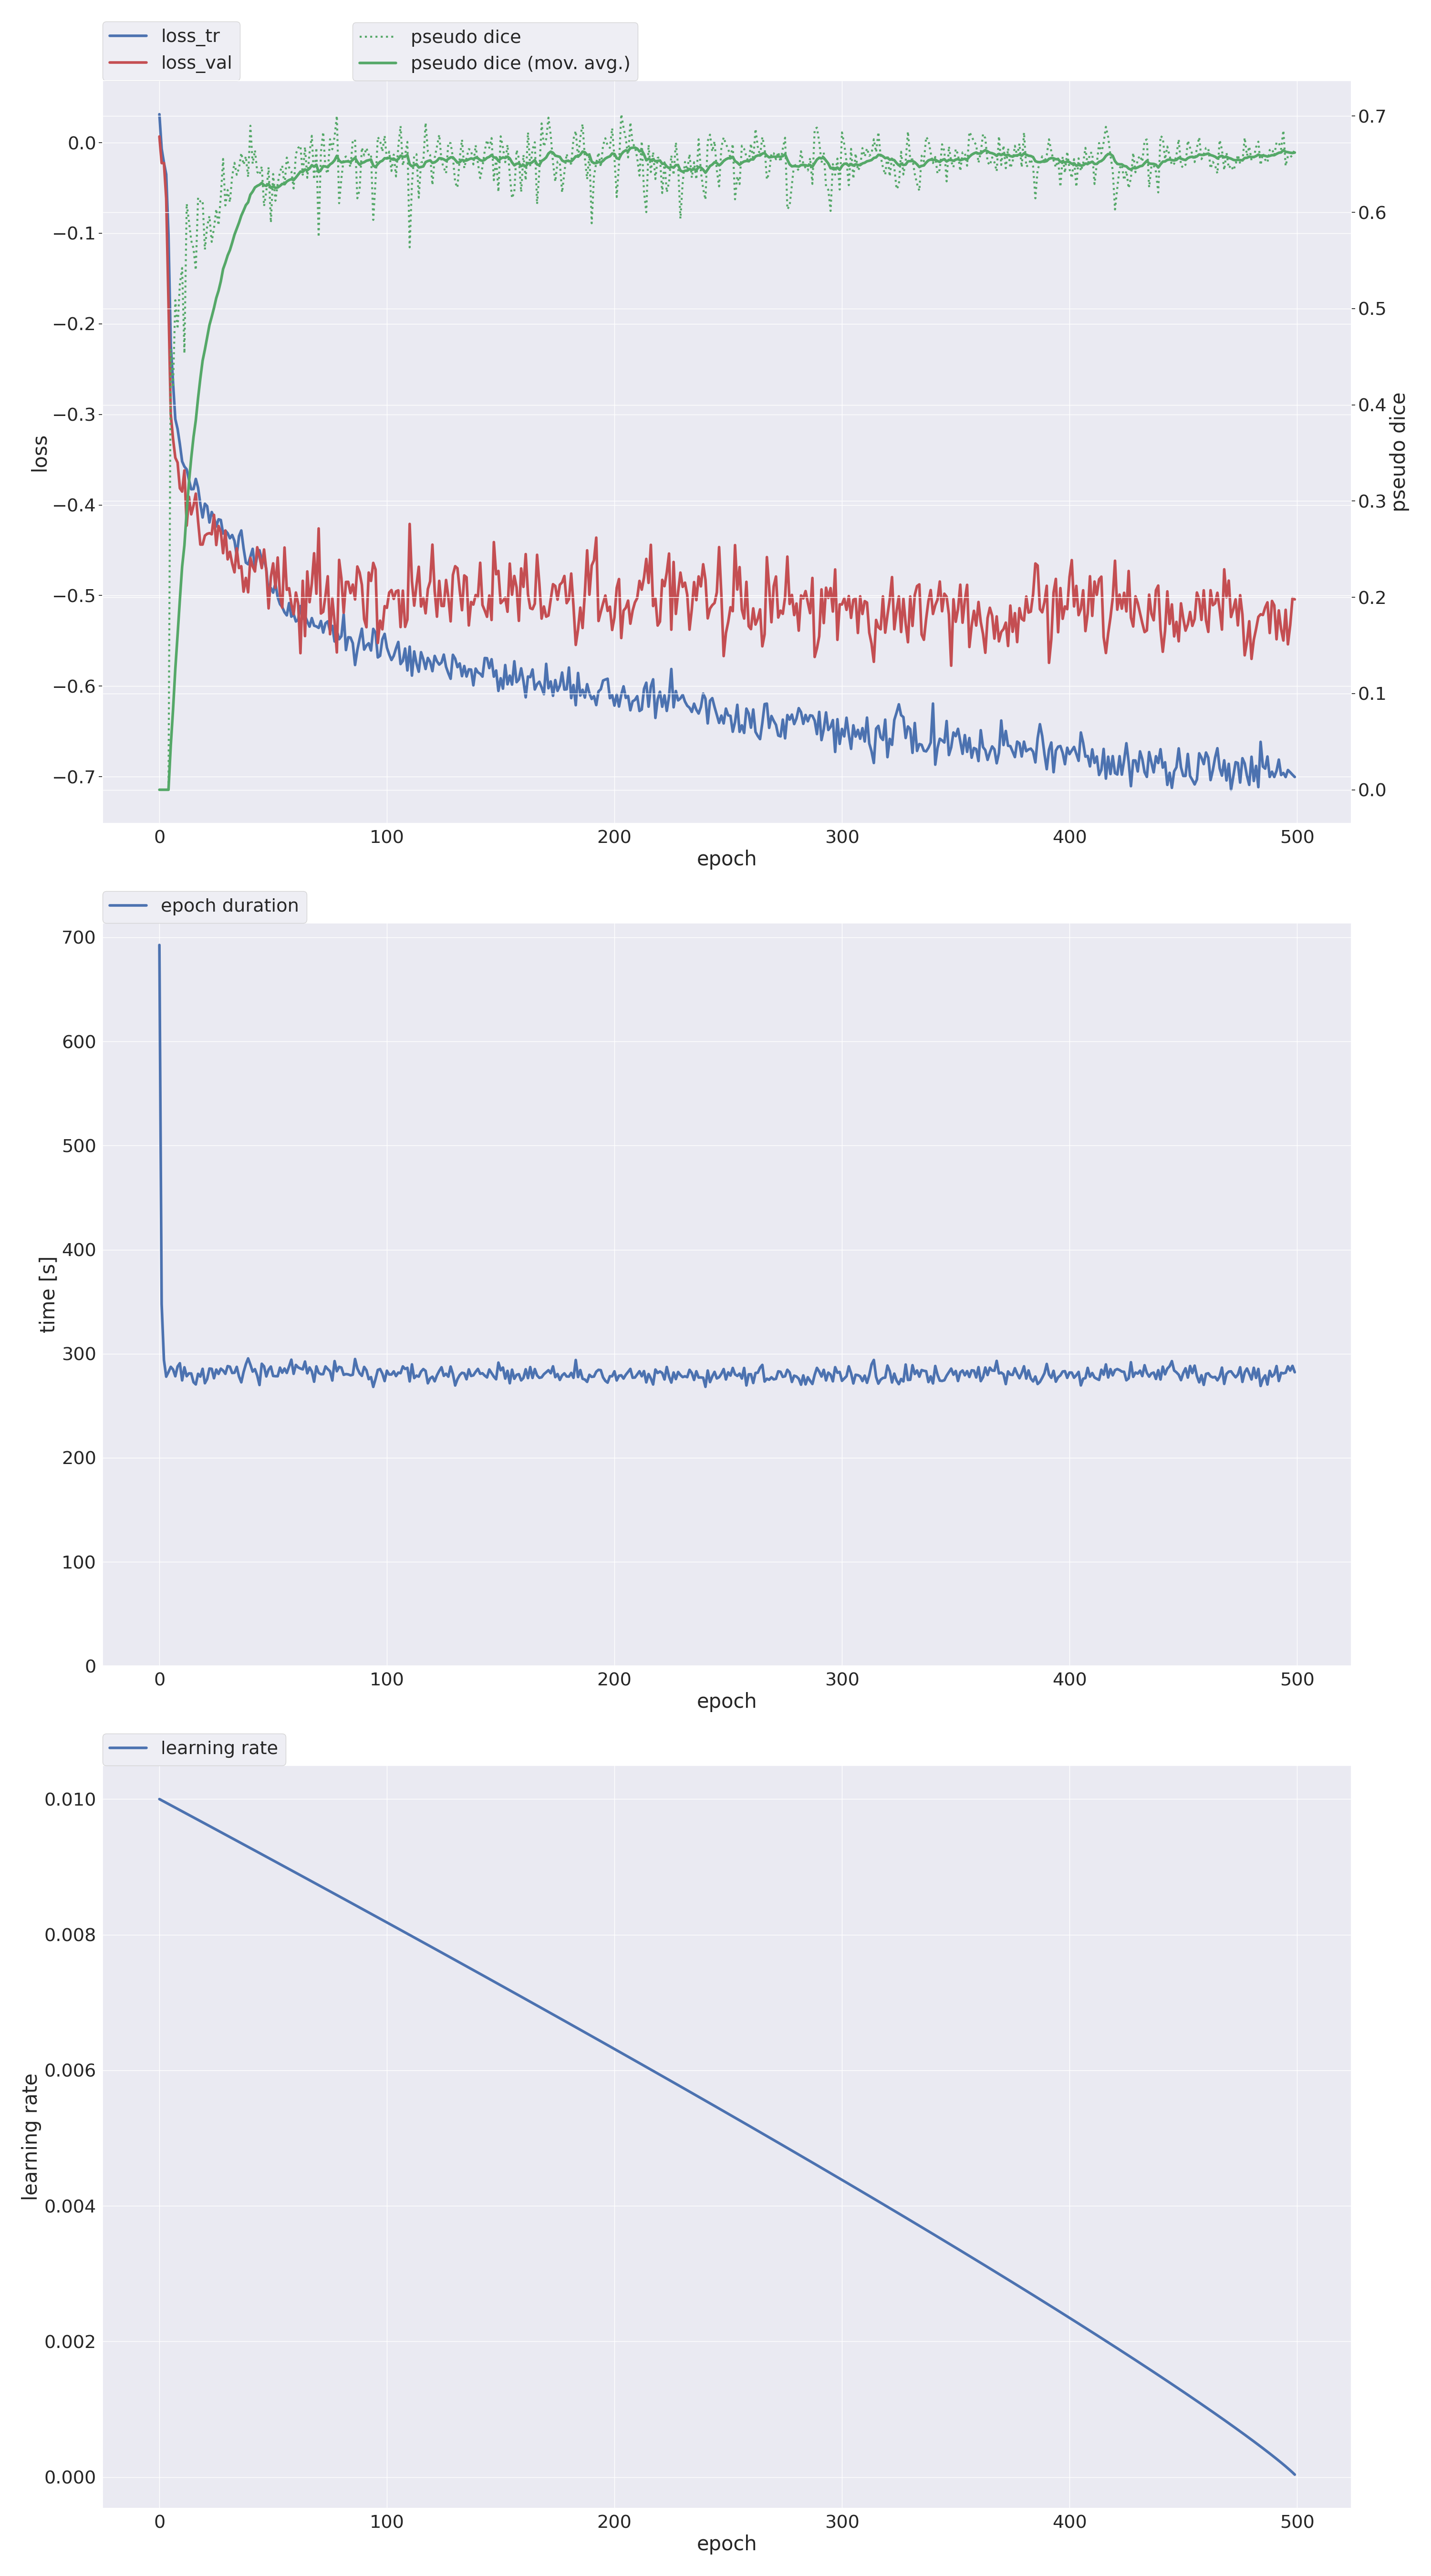 loss_tr
loss_val
pseudo dice
pseudo dice (mov. avg.)
0.0
−0.1
−0.2
−0.3
−0.4
−0.5
−0.6
−0.7
loss
0.7
0.6
0.5
0.4
0.3
0.2
0.1
0.0
pseudo dice
0 100 200 300 400 500
epoch
epoch duration
700
600
500
400
300
200
100
0
time [s]
0 100 200 300 400 500
epoch
learning rate
0.010
0.008
0.006
0.004
0.002
0.000
learning rate
0 100 200 300 400 500
epoch